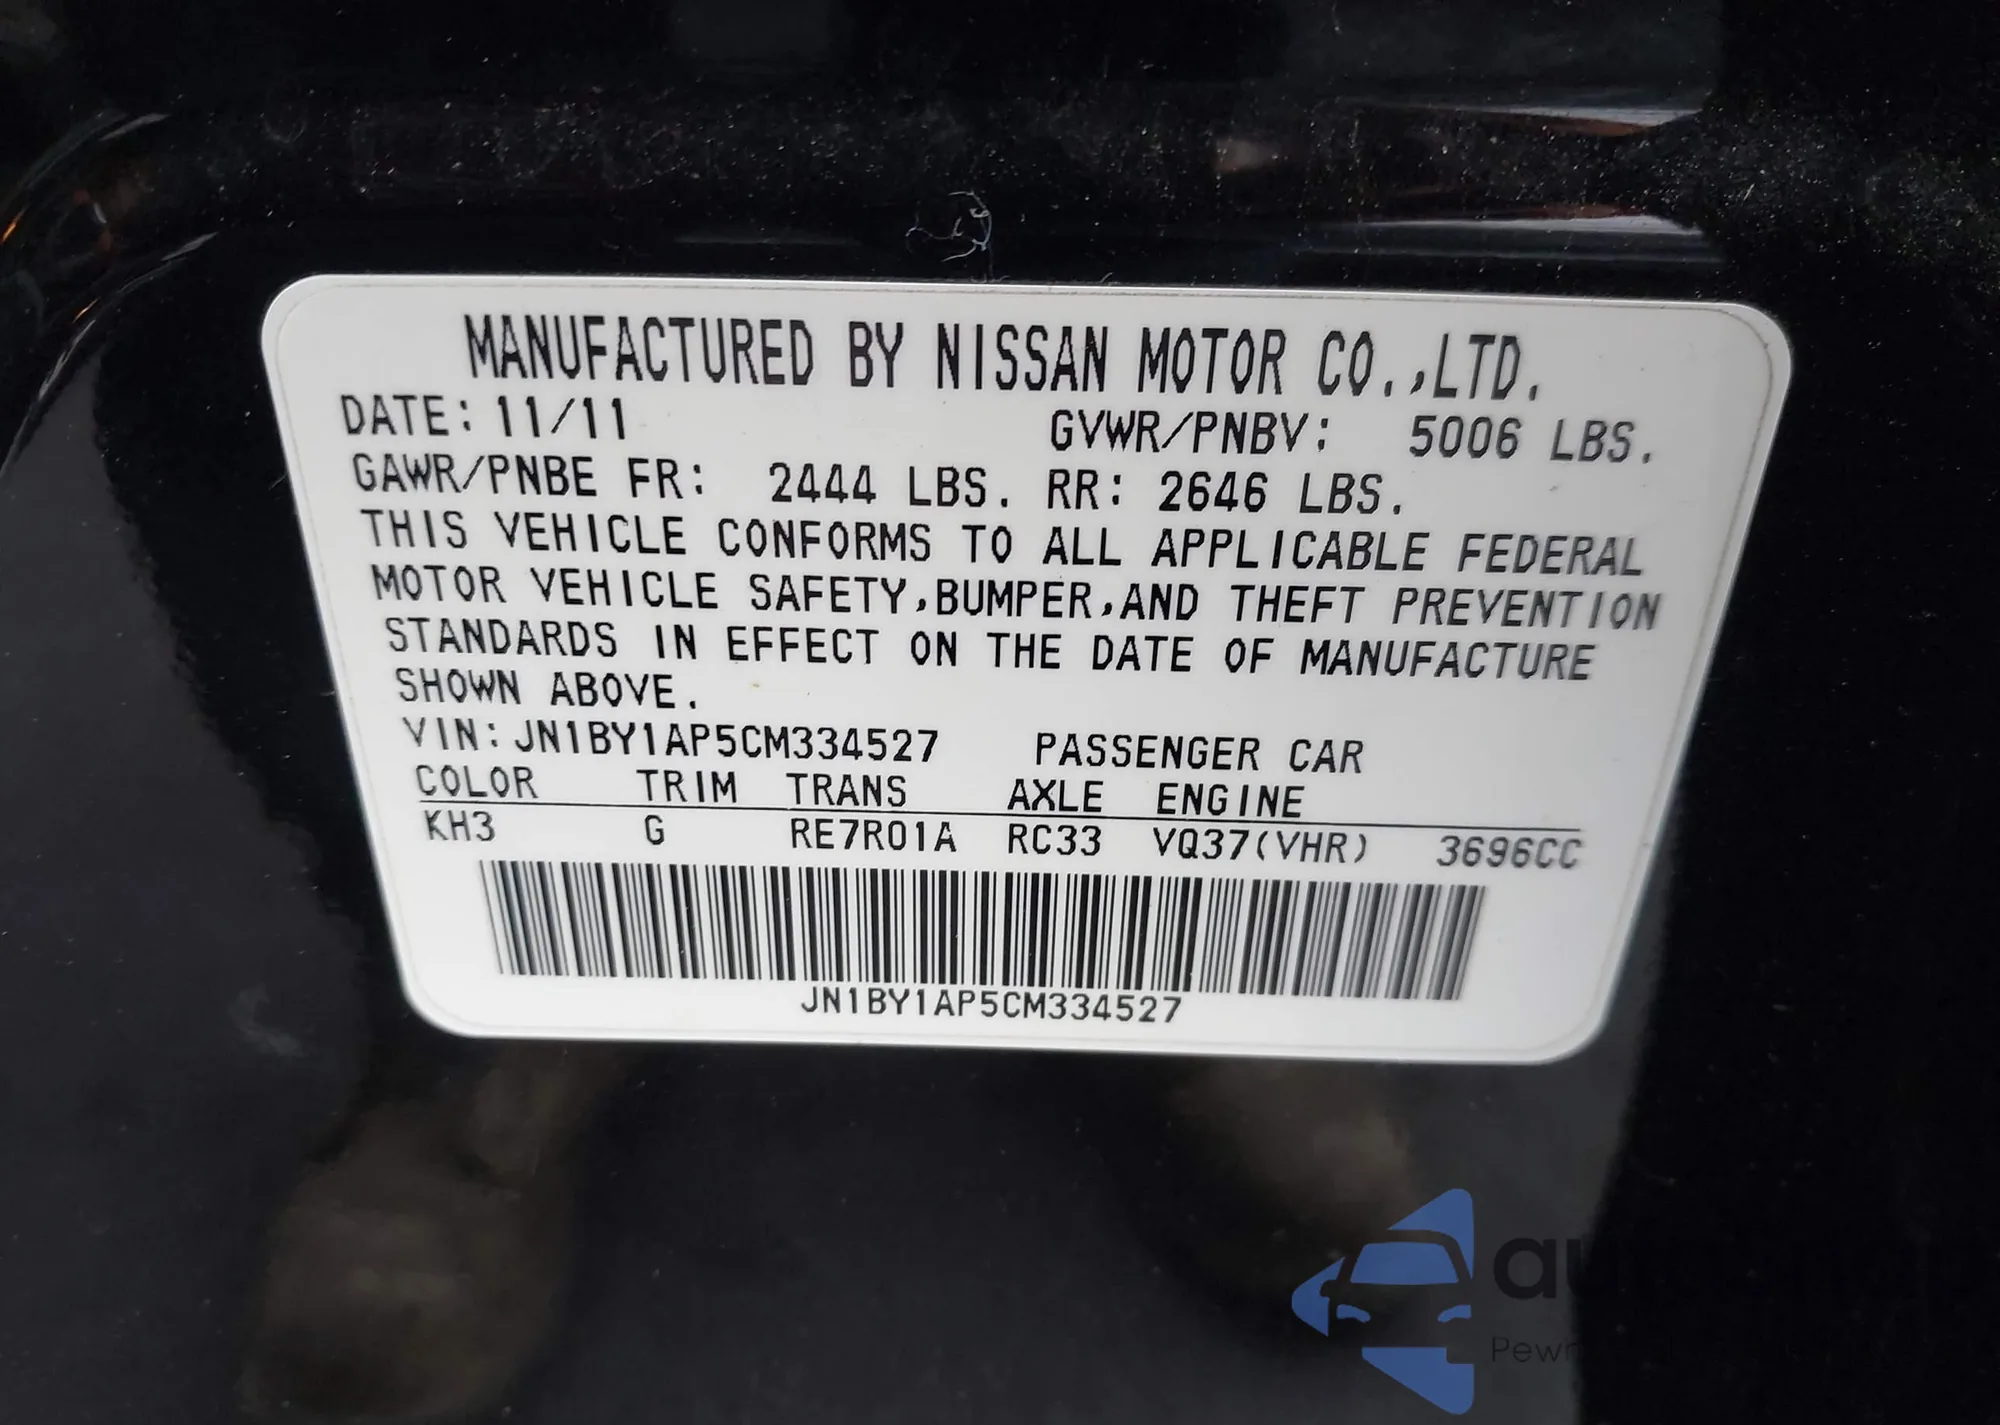 MANUFACTURED BY NISSAN MOTOR CO.,LTD.
DATE: 11/11 GVWR/PNBV: 5006 LBS.
GAWR/PNBE FR: 2444 LBS. RR: 2646 LBS.
THIS VEHICLE CONFORMS TO ALL APPLICABLE FEDERAL
MOTOR VEHICLE SAFETY,BUMPER,AND THEFT PREVENTION
STANDARDS IN EFFECT ON THE DATE OF MANUFACTURE
SHOWN ABOVE.
VIN: JN1BY1AP5CM334527 PASSENGER CAR
COLOR TRIM TRANS AXLE ENGINE
KH3 G RE7R01A RC33 VQ37(VHR) 3696CC
JN1BY1AP5CM334527